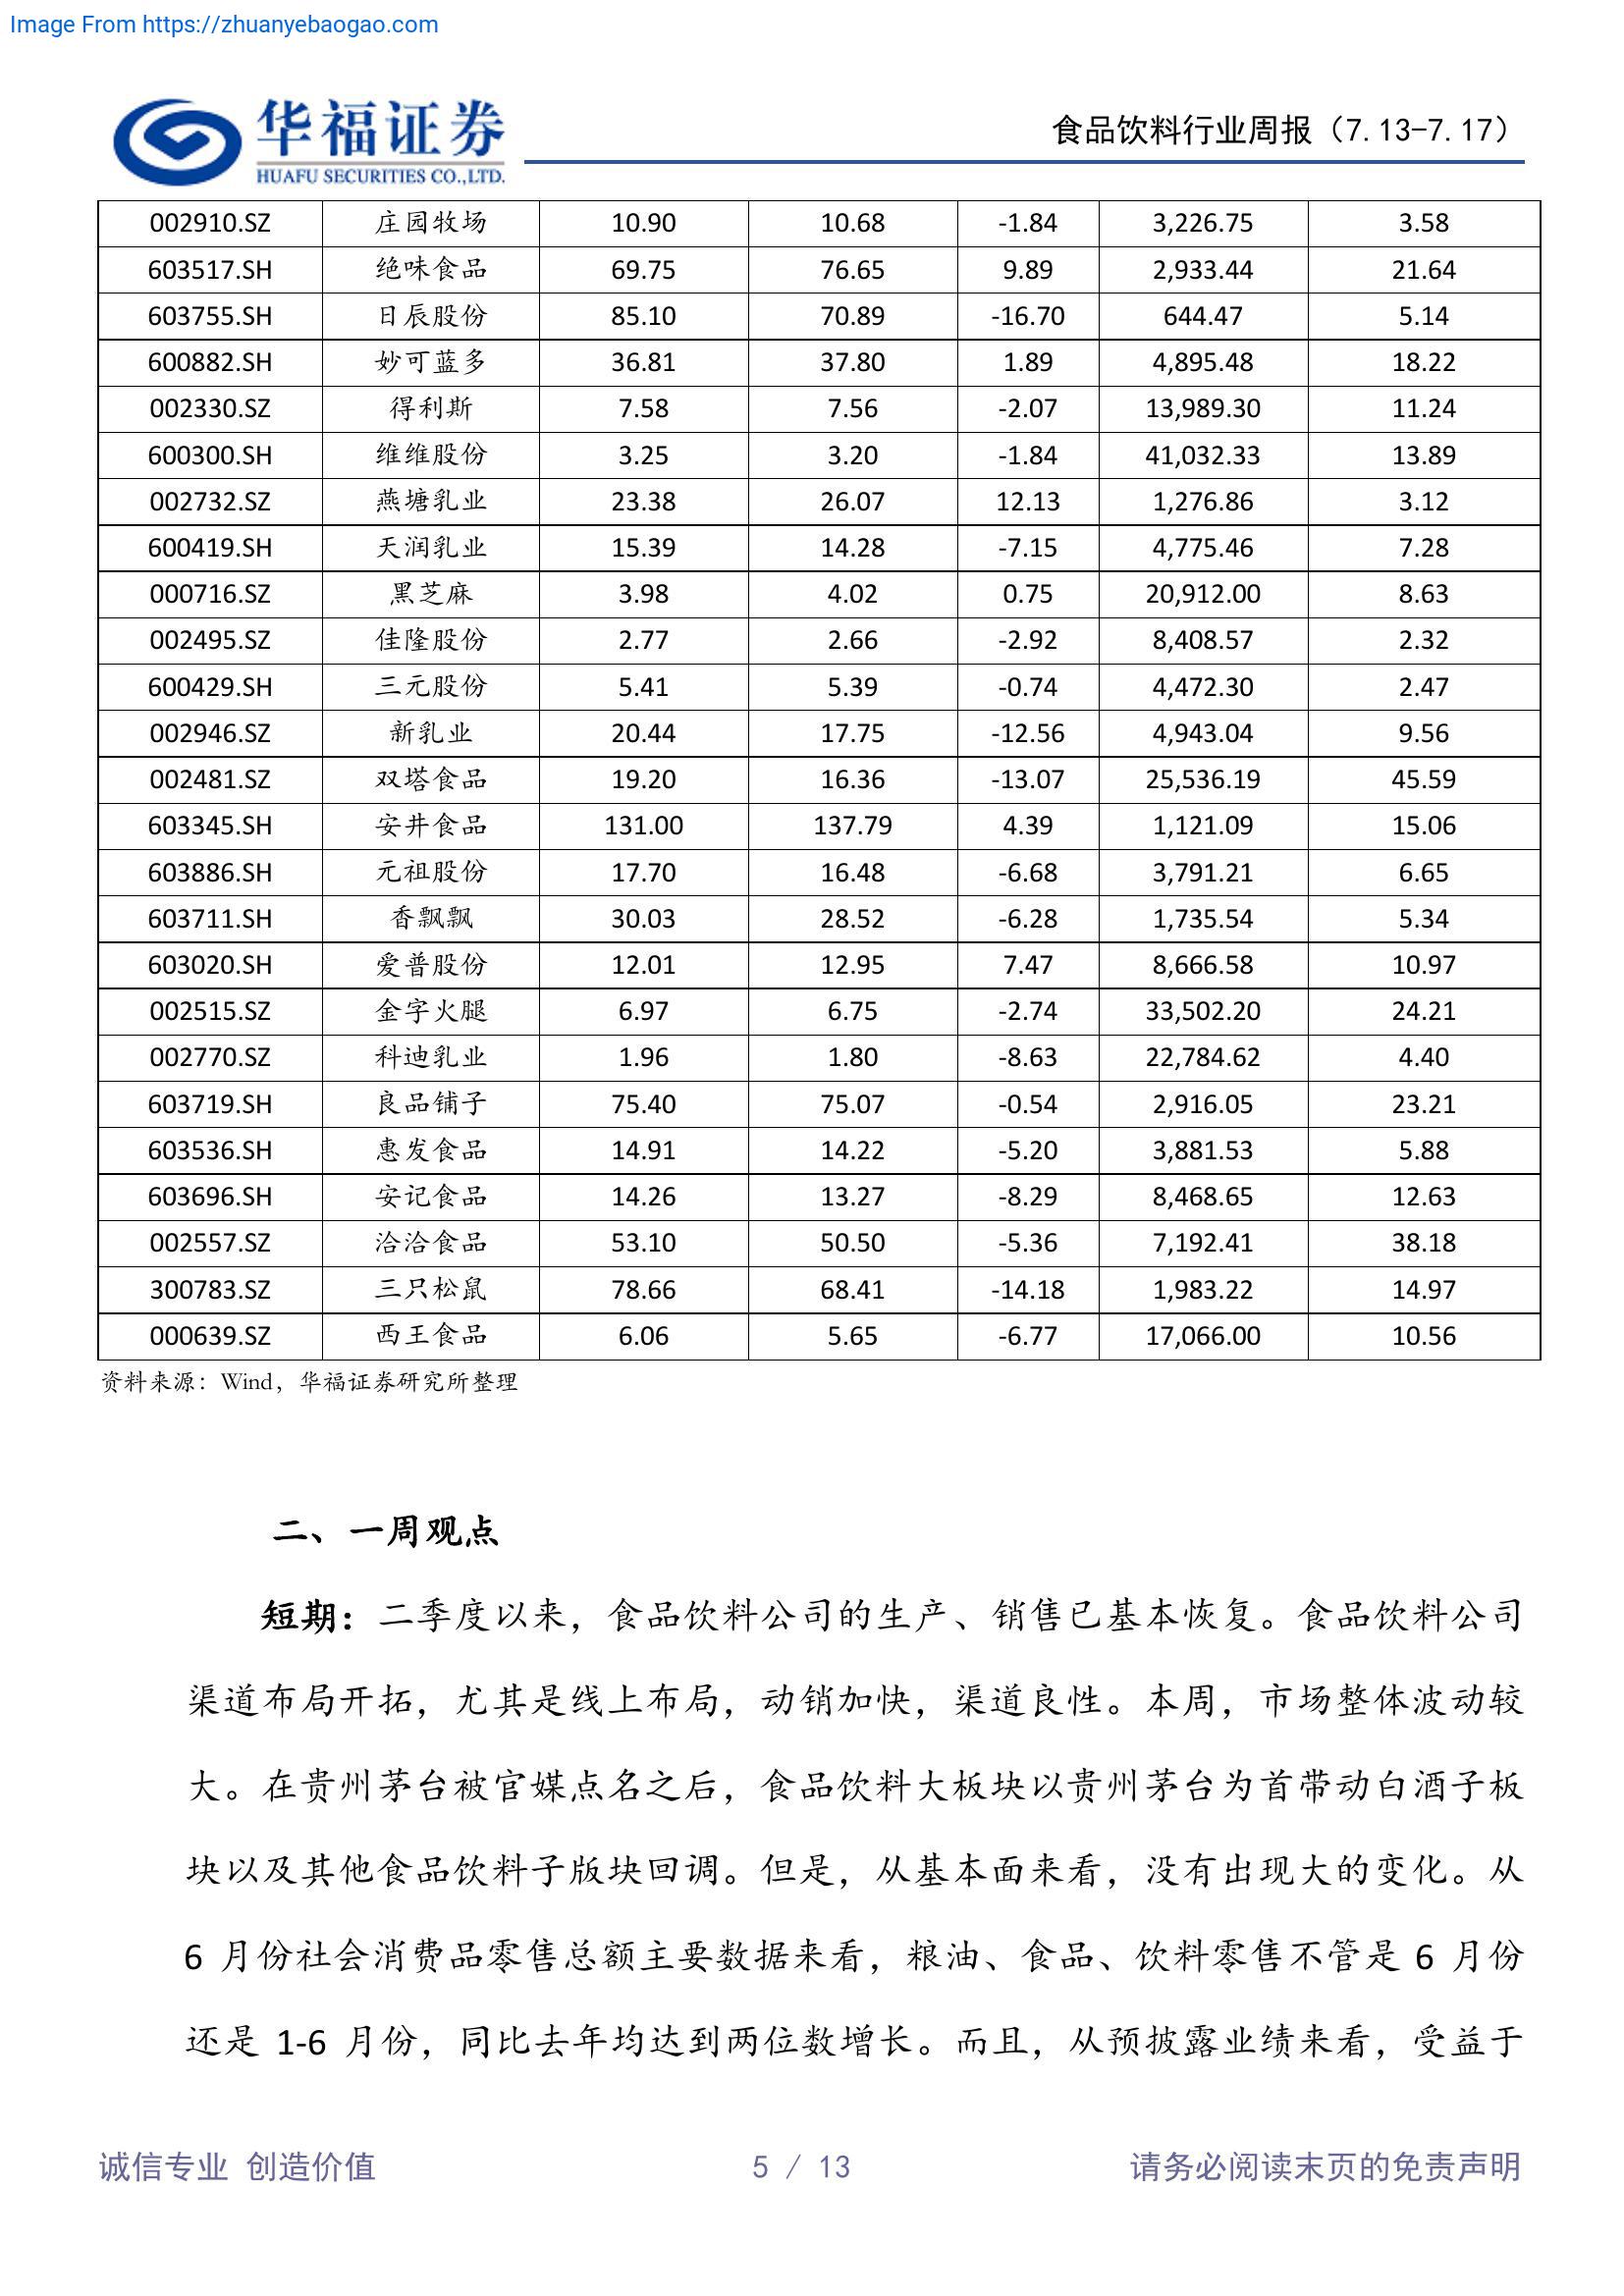 Image From https://zhuanyebaogao.com
华福证券
HUAFU SECURITIES CO.,LTD.
食品饮料行业周报（7.13-7.17）
002910.SZ 庄园牧场 10.90 10.68 -1.84 3,226.75 3.58
603517.SH 绝味食品 69.75 76.65 9.89 2,933.44 21.64
603755.SH 日辰股份 85.10 70.89 -16.70 644.47 5.14
600882.SH 妙可蓝多 36.81 37.80 1.89 4,895.48 18.22
002330.SZ 得利斯 7.58 7.56 -2.07 13,989.30 11.24
600300.SH 维维股份 3.25 3.20 -1.84 41,032.33 13.89
002732.SZ 燕塘乳业 23.38 26.07 12.13 1,276.86 3.12
600419.SH 天润乳业 15.39 14.28 -7.15 4,775.46 7.28
000716.SZ 黑芝麻 3.98 4.02 0.75 20,912.00 8.63
002495.SZ 佳隆股份 2.77 2.66 -2.92 8,408.57 2.32
600429.SH 三元股份 5.41 5.39 -0.74 4,472.30 2.47
002946.SZ 新乳业 20.44 17.75 -12.56 4,943.04 9.56
002481.SZ 双塔食品 19.20 16.36 -13.07 25,536.19 45.59
603345.SH 安井食品 131.00 137.79 4.39 1,121.09 15.06
603886.SH 元祖股份 17.70 16.48 -6.68 3,791.21 6.65
603711.SH 香飘飘 30.03 28.52 -6.28 1,735.54 5.34
603020.SH 爱普股份 12.01 12.95 7.47 8,666.58 10.97
002515.SZ 金字火腿 6.97 6.75 -2.74 33,502.20 24.21
002770.SZ 科迪乳业 1.96 1.80 -8.63 22,784.62 4.40
603719.SH 良品铺子 75.40 75.07 -0.54 2,916.05 23.21
603536.SH 惠发食品 14.91 14.22 -5.20 3,881.53 5.88
603696.SH 安记食品 14.26 13.27 -8.29 8,468.65 12.63
002557.SZ 洽洽食品 53.10 50.50 -5.36 7,192.41 38.18
300783.SZ 三只松鼠 78.66 68.41 -14.18 1,983.22 14.97
000639.SZ 西王食品 6.06 5.65 -6.77 17,066.00 10.56
资料来源：Wind，华福证券研究所整理
二、一周观点
短期：二季度以来，食品饮料公司的生产、销售已基本恢复。食品饮料公司
渠道布局开拓，尤其是线上布局，动销加快，渠道良性。本周，市场整体波动较
大。在贵州茅台被官媒点名之后，食品饮料大板块以贵州茅台为首带动白酒子板
块以及其他食品饮料子版块回调。但是，从基本面来看，没有出现大的变化。从
6 月份社会消费品零售总额主要数据来看，粮油、食品、饮料零售不管是 6 月份
还是 1-6 月份，同比去年均达到两位数增长。而且，从预披露业绩来看，受益于
诚信专业 创造价值
5 / 13
请务必阅读末页的免责声明